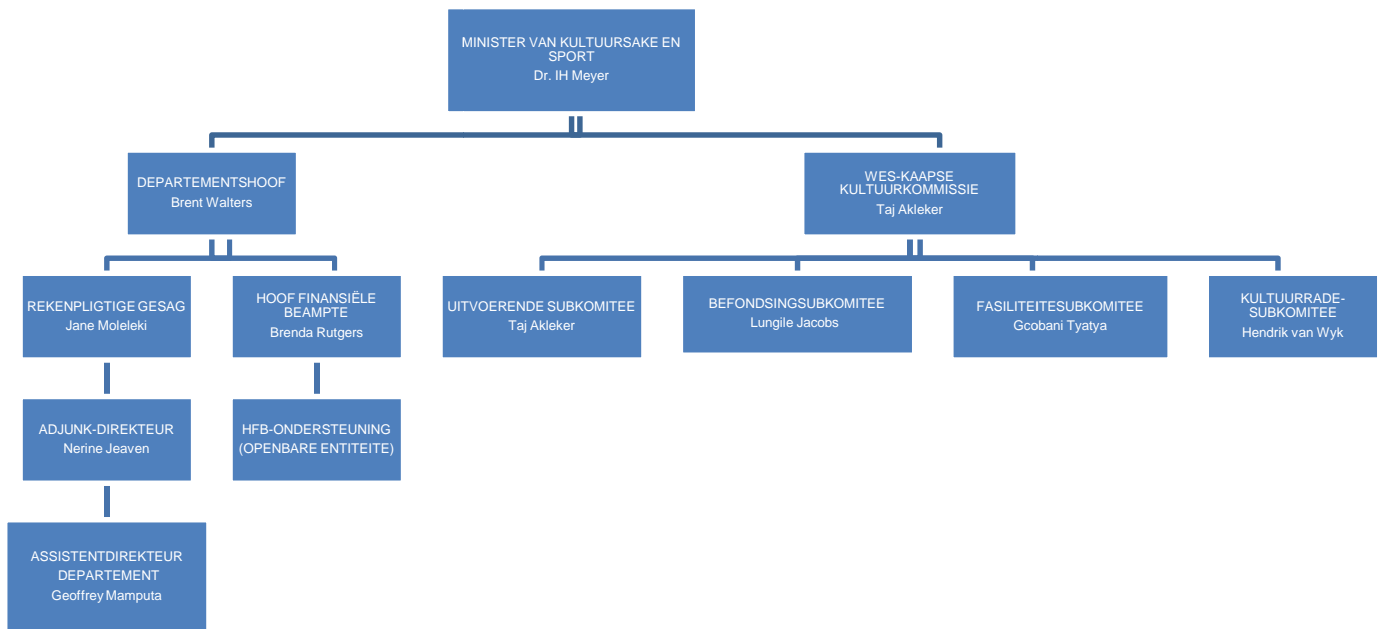 MINISTER VAN KULTUURSAKE EN
SPORT
Dr. IH Meyer
DEPARTEMENTSHOOF
Brent Walters
WES-KAAPSE
KULTUURKOMMISSIE
Taj Akleker
REKENPLIGTIGE GESAG
Jane Moleleki
HOOF FINANSIËLE
BEAMPTE
Brenda Rutgers
UITVOERENDE SUBKOMITEE
Taj Akleker
BEFONDSINGSUBKOMITEE
Lungile Jacobs
FASILITEITESUBKOMITEE
Gcobani Tyatya
KULTUURRADE-
SUBKOMITEE
Hendrik van Wyk
ADJUNK-DIREKTEUR
Nerine Jeaven
HFB-ONDERSTEUNING
(OPENBARE ENTITEITE)
ASSISTENTDIREKTEUR
DEPARTEMENT
Geoffrey Mamputa